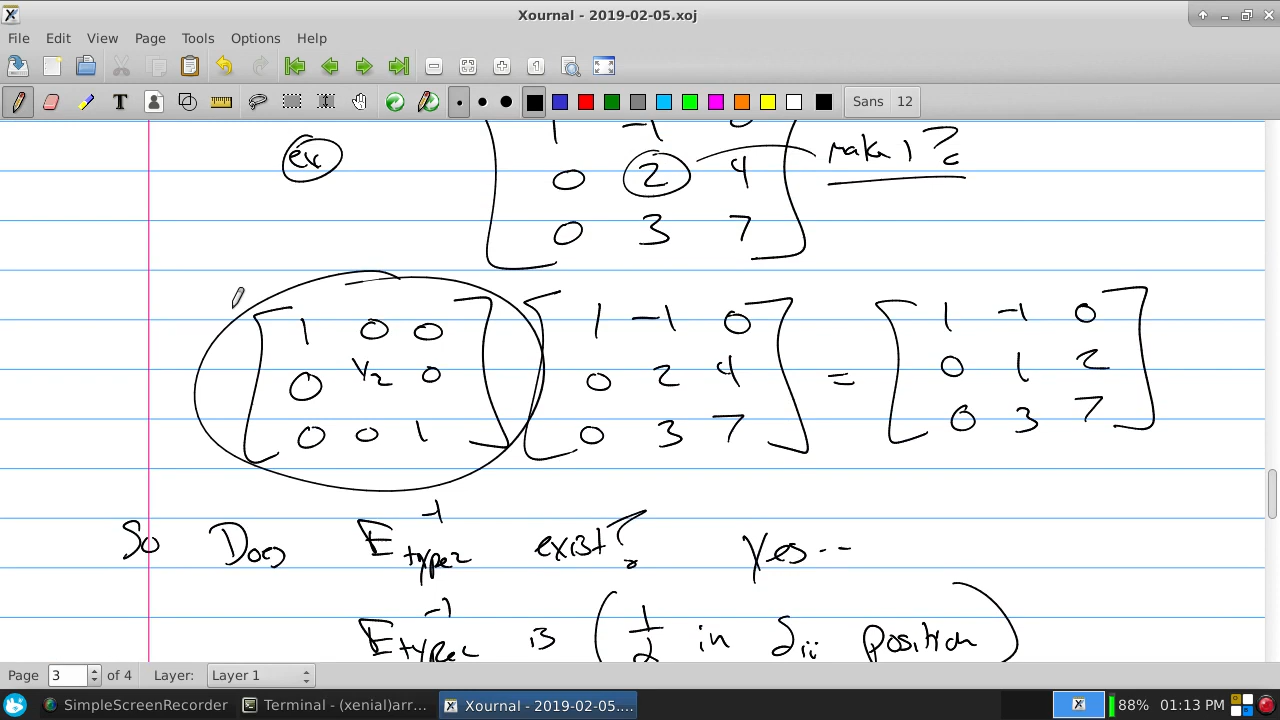 Xournal - 2019-02-05.xoj
File Edit View Page Tools Options Help
Sans 12
1 -1 0
ex 0 2 4 make 1?
0 3 7
1 0 0 1 -1 0 1 -1 0
0 1/2 0 0 2 4 = 0 1 2
0 0 1 0 3 7 0 3 7
So Does E type2 -1 exist? Yes--
E type2 -1 is (1/2 in dii position)
Page 3 of 4 Layer: Layer 1
SimpleScreenRecorder Terminal - (xenial)arr... Xournal - 2019-02-05.... 88% 01:13 PM